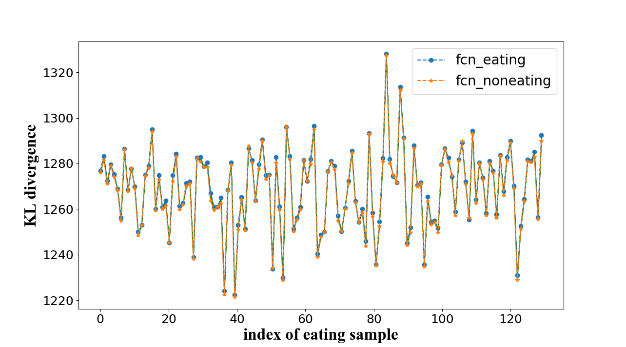 fcn_eating
fcn_noneating
KL divergence
1320
1300
1280
1260
1240
1220
0 20 40 60 80 100 120
index of eating sample